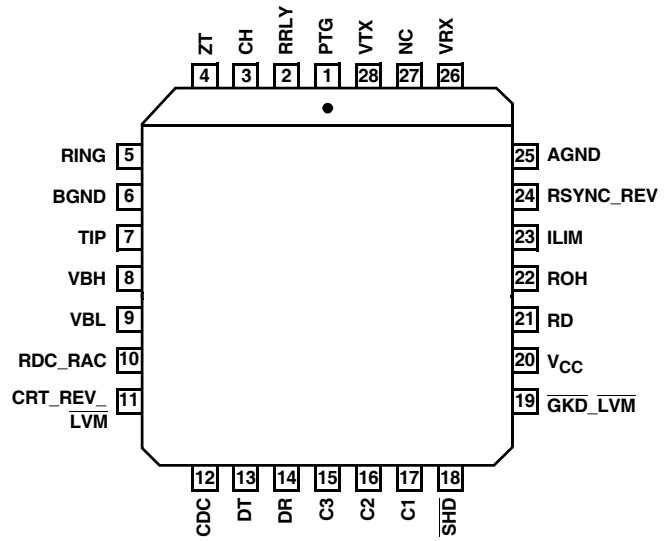 ZT
CH
RRLY
PTG
VTX
NC
VRX
4
3
2
1
28
27
26
RING 5
BGND 6
TIP 7
VBH 8
VBL 9
RDC_RAC 10
CRT_REV_ 11
LVM
25 AGND
24 RSYNC_REV
23 ILIM
22 ROH
21 RD
20 VCC
19 GKD_LVM
12
13
14
15
16
17
18
CDC
DT
DR
C3
C2
C1
SHD